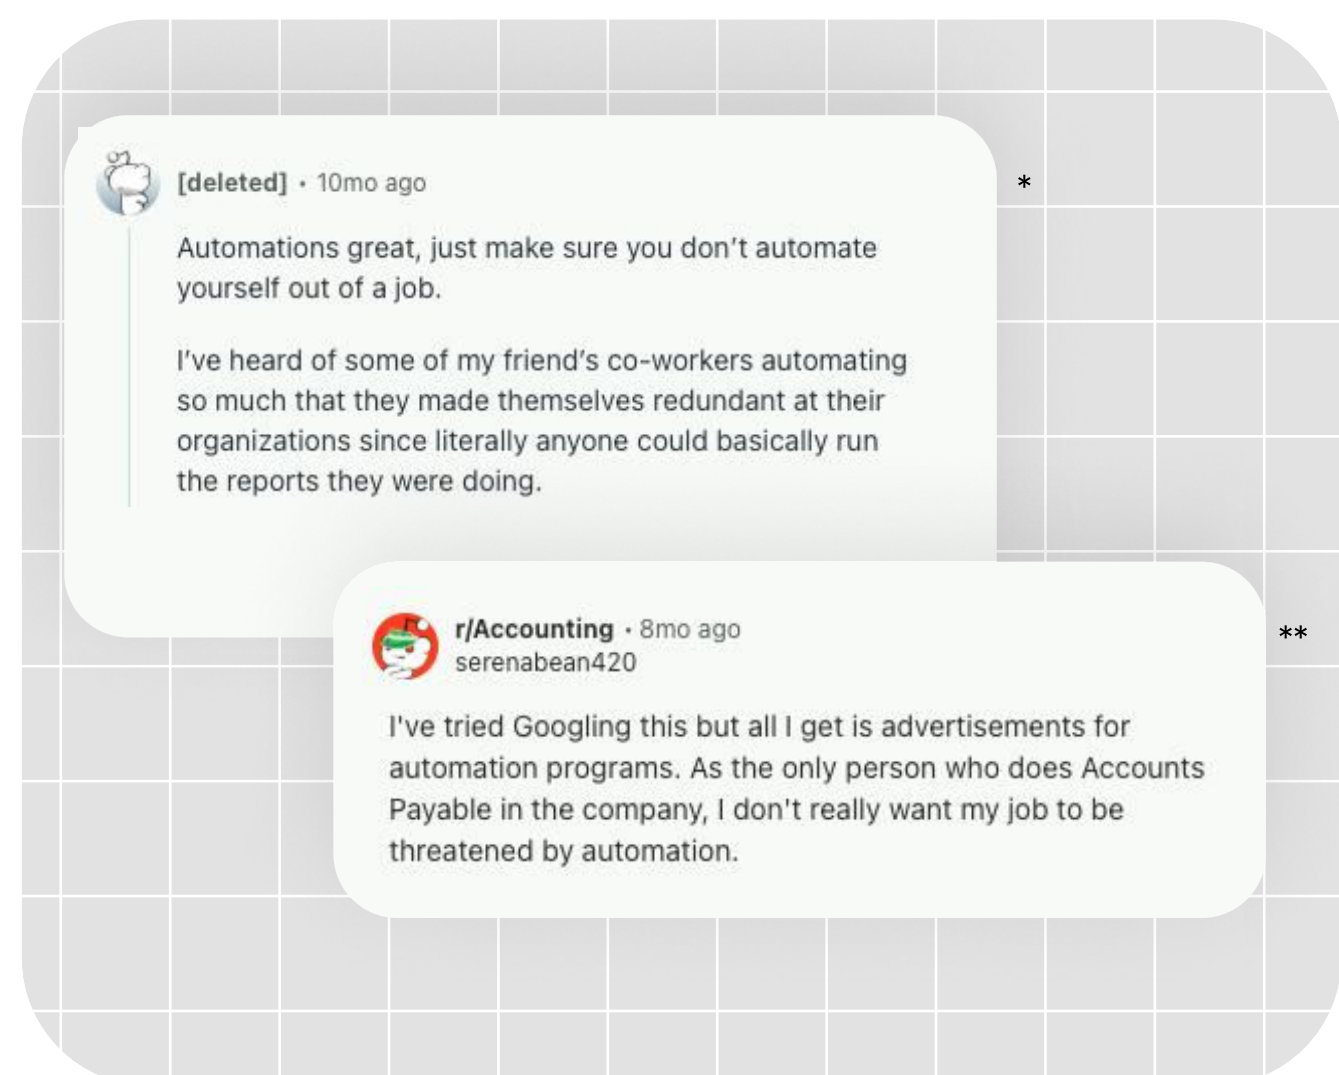 [deleted] • 10mo ago
*
Automations great, just make sure you don’t automate
yourself out of a job.
I’ve heard of some of my friend’s co-workers automating
so much that they made themselves redundant at their
organizations since literally anyone could basically run
the reports they were doing.
r/Accounting • 8mo ago
**
serenabean420
I've tried Googling this but all I get is advertisements for
automation programs. As the only person who does Accounts
Payable in the company, I don't really want my job to be
threatened by automation.